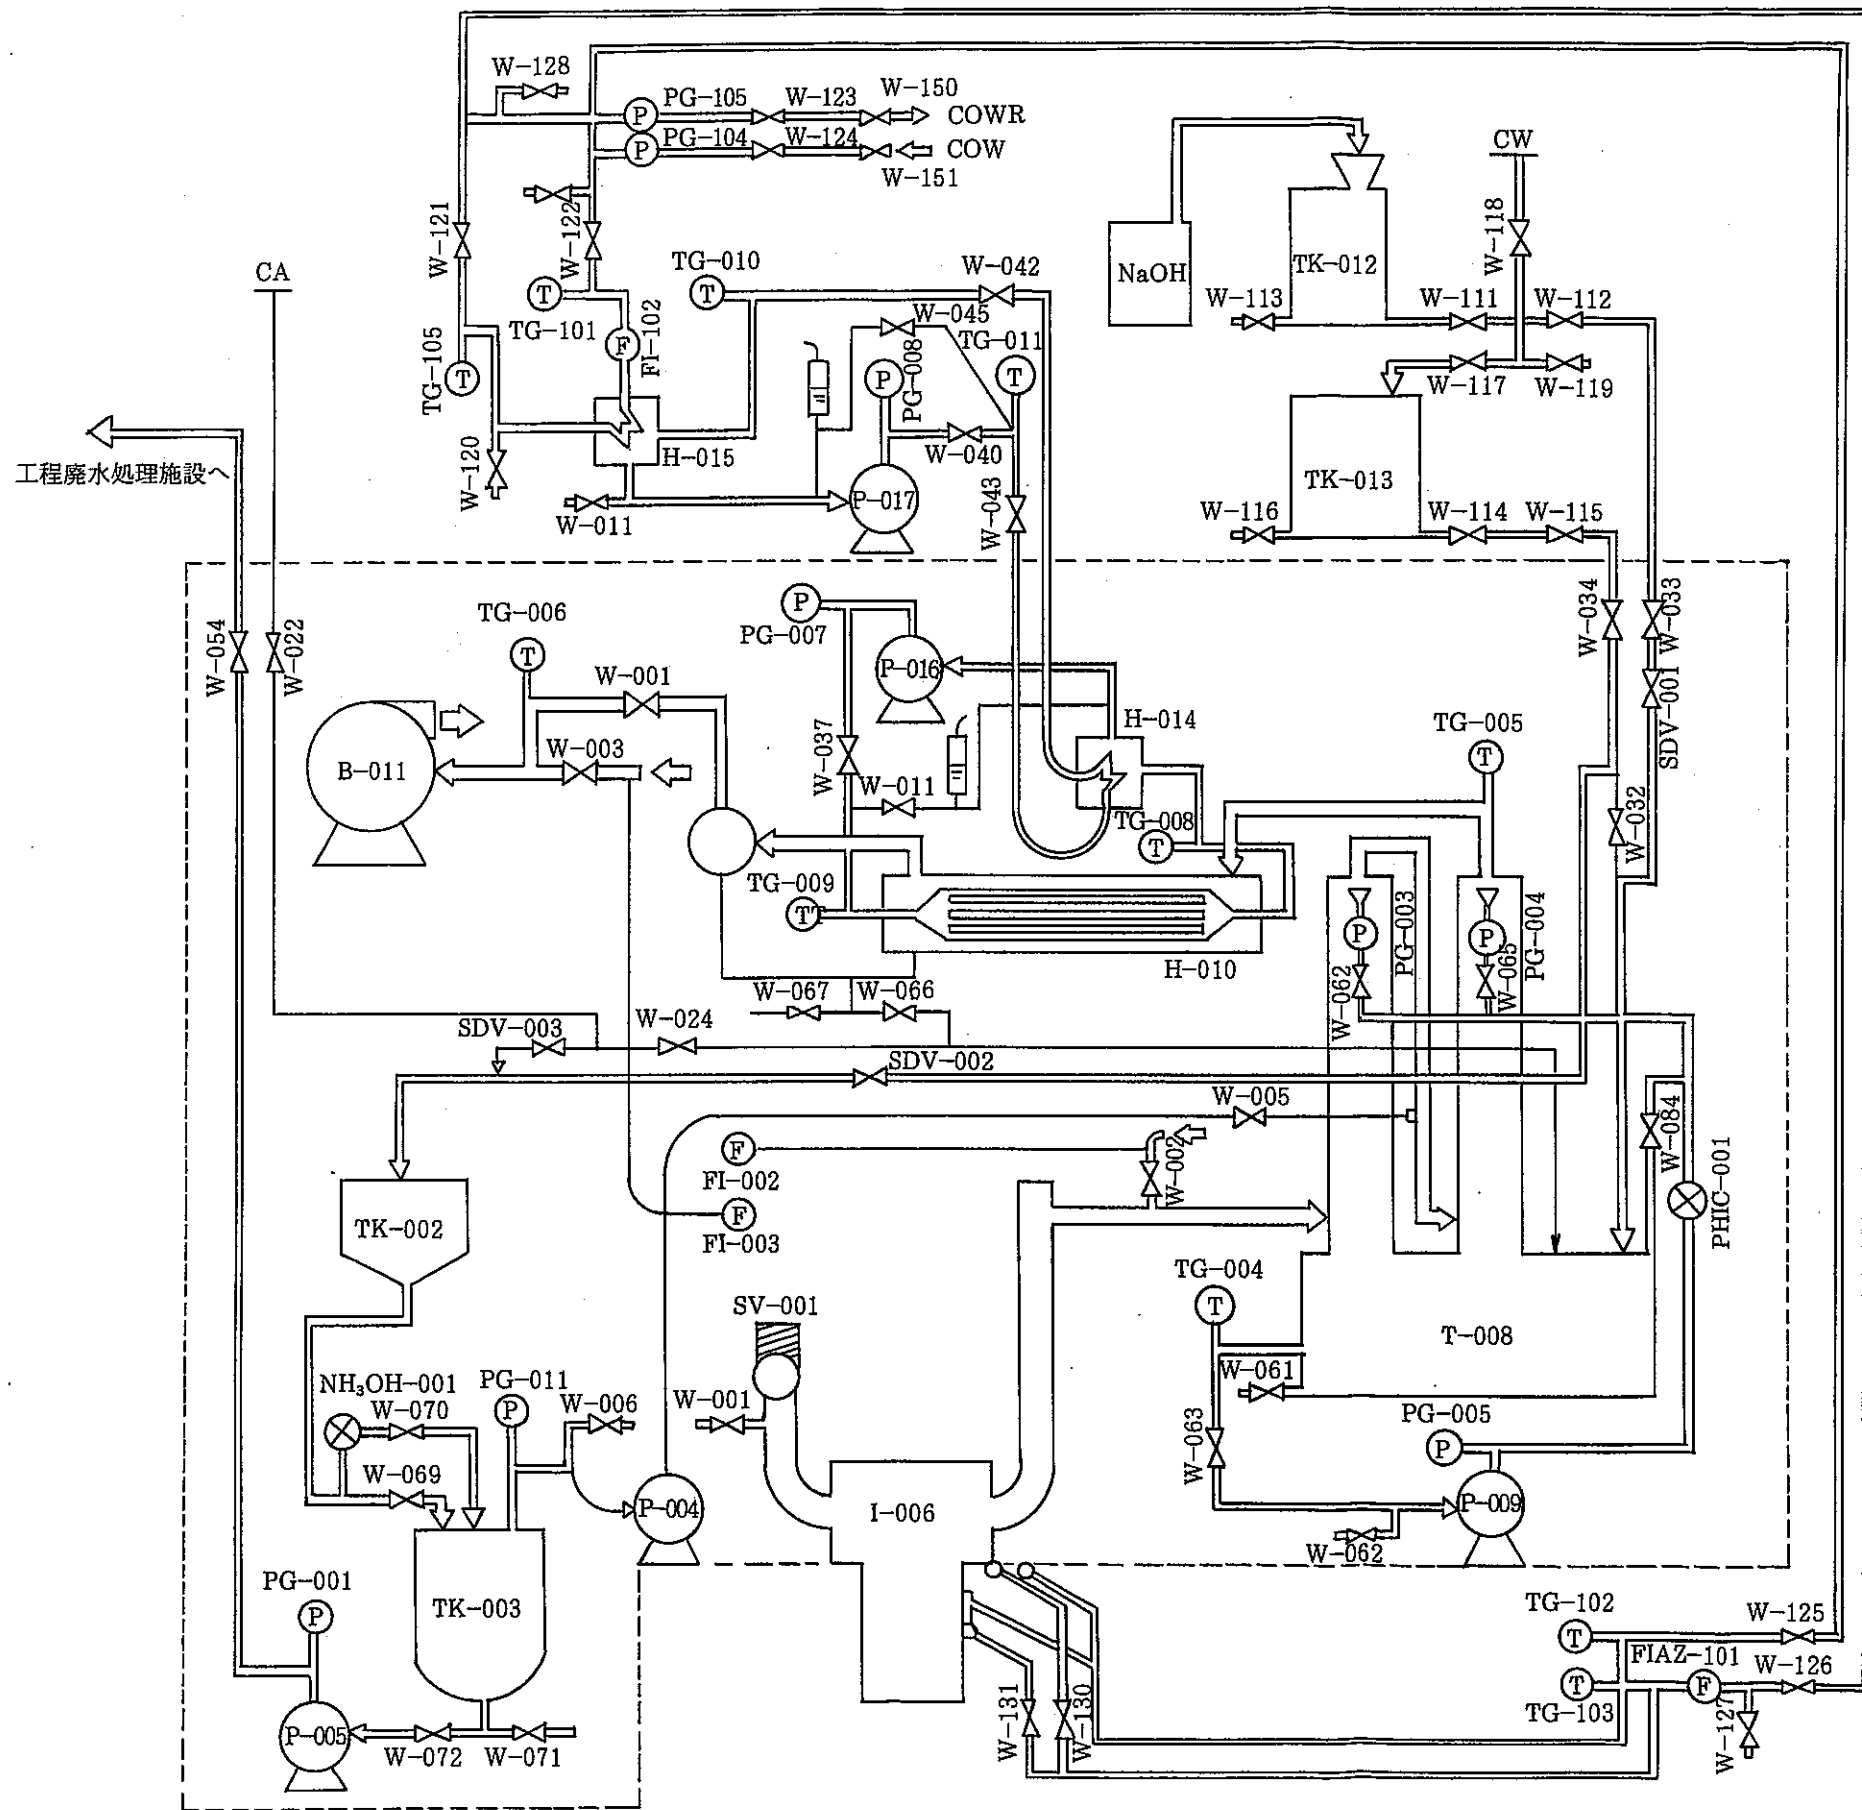 W-128
PG-105
W-123
W-150
P
COWR
PG-104
W-124
P
COW
W-151
CW
W-121
W-122
W-118
CA
TG-010
W-042
NaOH
TK-012
T
T
W-113
W-111
W-112
TG-101
FI-102
F
W-045
TG-011
TG-105
T
P
PG-008
T
W-117
W-119
H-015
W-040
工程廃水処理施設へ
W-120
P-017
W-043
TK-013
W-011
W-116
W-114
W-115
W-054
W-022
TG-006
P
PG-007
W-034
W-033
T
P-016
W-001
SDV-001
H-014
TG-005
W-003
W-037
T
B-011
W-011
TG-008
T
W-032
TG-009
TT
PG-003
PG-004
P
P
H-010
W-062
W-065
W-067
W-066
SDV-003
W-024
SDV-002
W-005
F
W-002
W-084
FI-002
PHIC-001
TK-002
F
FI-003
TG-004
T
SV-001
T-008
NH₃OH-001
PG-011
W-061
W-070
P
W-006
W-001
PG-005
P
W-063
W-069
P-004
I-006
P-009
W-062
PG-001
P
TK-003
TG-102
W-125
T
FIAZ-101
W-126
T
F
TG-103
W-131
W-130
W-127
P-005
W-072
W-071